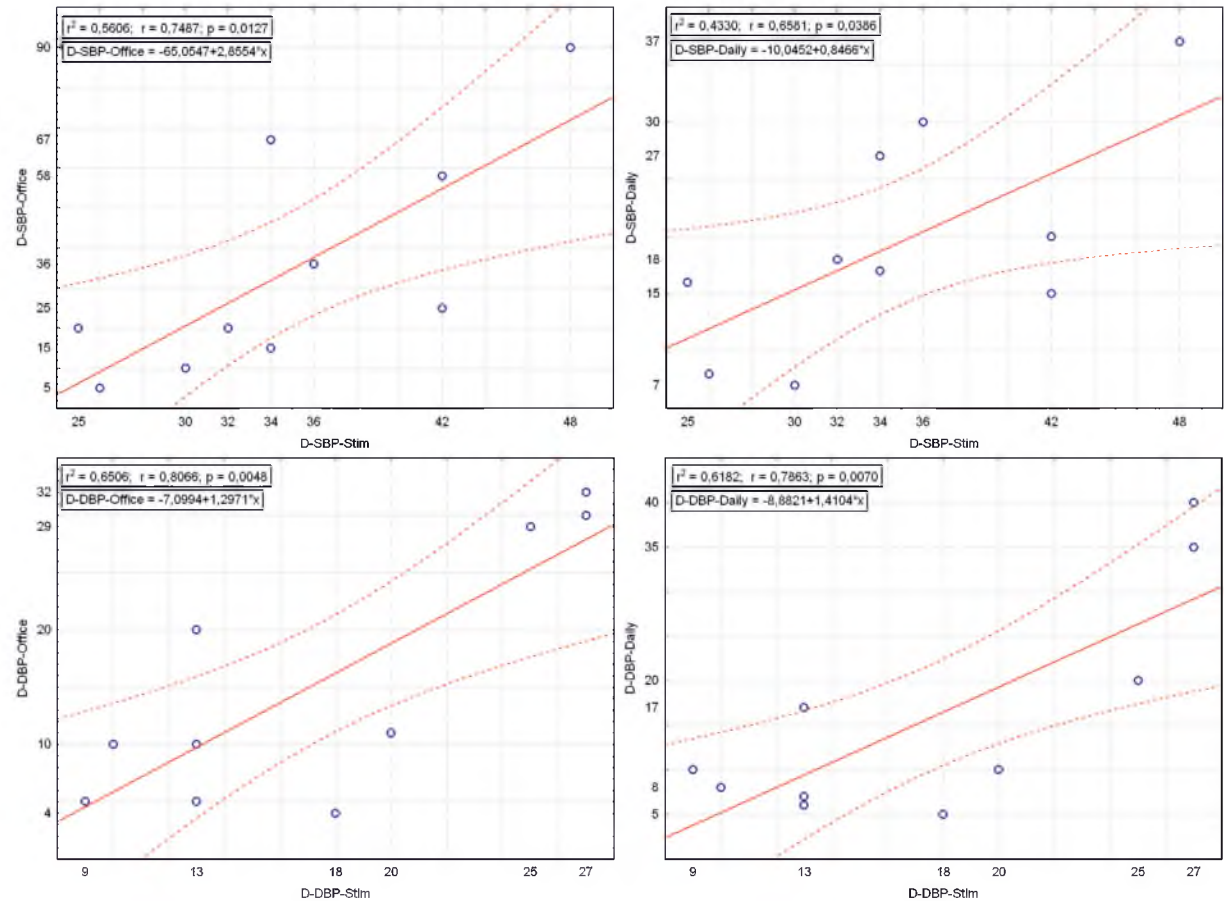 r² = 0,5606; r = 0,7487; p = 0,0127
D-SBP-Office = -65,0547+2,8554*x
90
67
58
36
25
15
5
D-SBP-Office
25 30 32 34 36 42 48
D-SBP-Stim
r² = 0,4330; r = 0,6581; p = 0,0386
D-SBP-Daily = -10,0452+0,8466*x
37
30
27
18
15
7
D-SBP-Daily
25 30 32 34 36 42 48
D-SBP-Stim
r² = 0,6506; r = 0,8066; p = 0,0048
D-DBP-Office = -7,0994+1,2971*x
32
29
20
10
4
D-DBP-Office
9 13 18 20 25 27
D-DBP-Stim
r² = 0,6182; r = 0,7863; p = 0,0070
D-DBP-Daily = -8,8821+1,4104*x
40
35
20
17
8
5
D-DBP-Daily
9 13 18 20 25 27
D-DBP-Stim